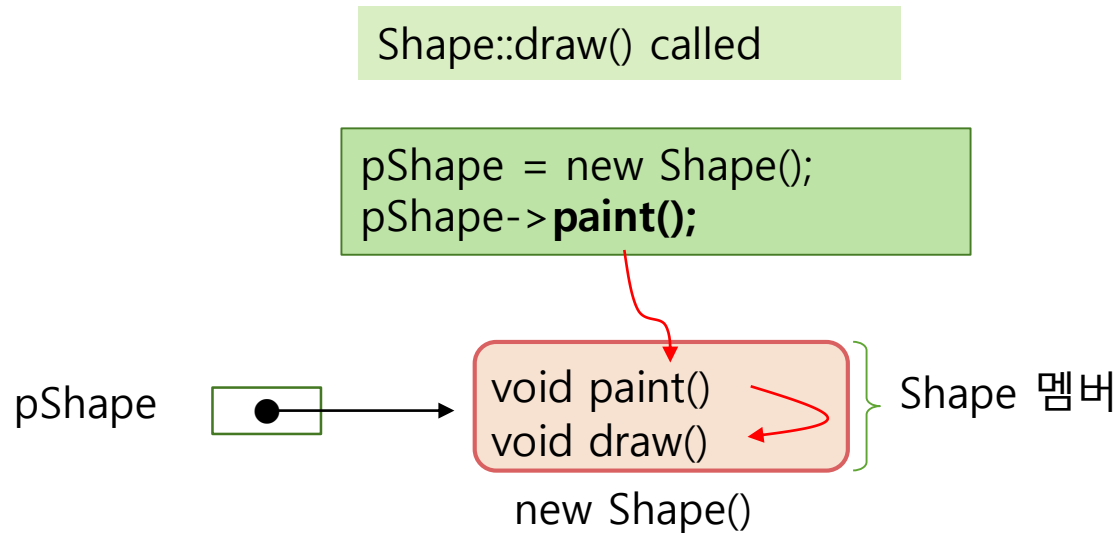 Shape::draw() called
pShape = new Shape();
pShape->paint();
pShape
void paint()
void draw()
Shape 멤버
new Shape()